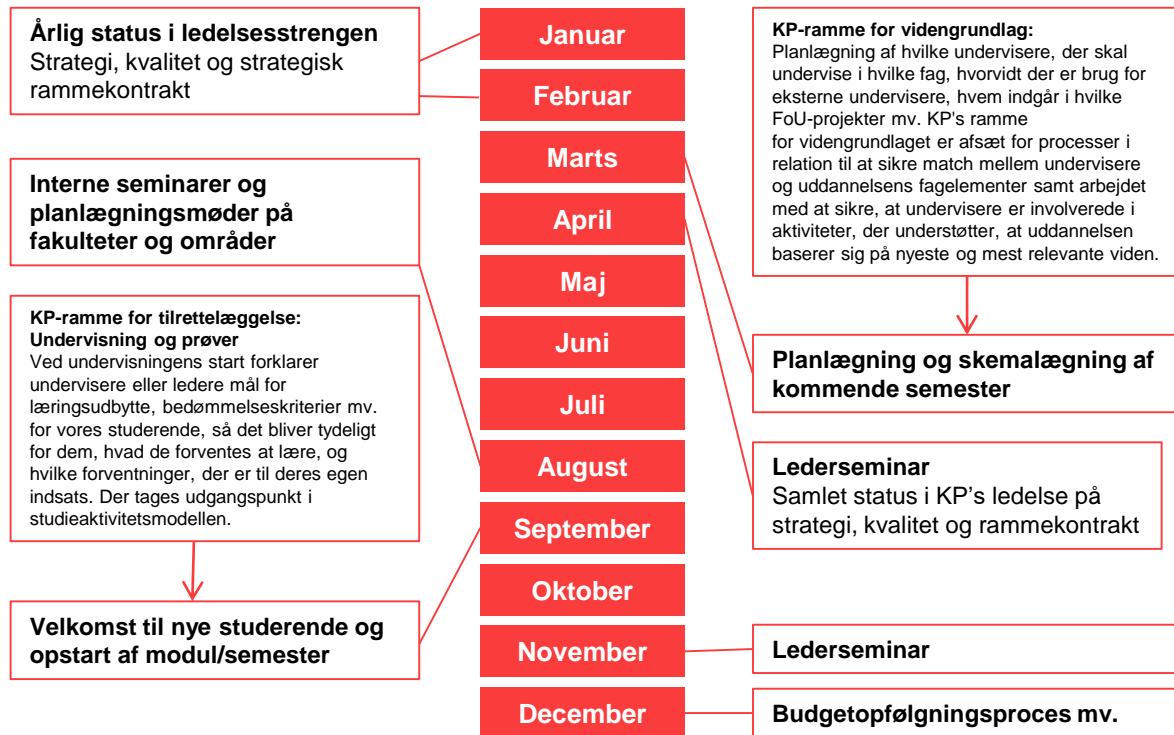 Årlig status i ledelsesstrengen
Strategi, kvalitet og strategisk
rammekontrakt
Interne seminarer og
planlægningsmøder på
fakulteter og områder
KP-ramme for tilrettelæggelse:
Undervisning og prøver
Ved undervisningens start forklarer
undervisere eller ledere mål for
læringsudbytte, bedømmelseskriterier mv.
for vores studerende, så det bliver tydeligt
for dem, hvad de forventes at lære, og
hvilke forventninger, der er til deres egen
indsats. Der tages udgangspunkt i
studieaktivitetsmodellen.
Velkomst til nye studerende og
opstart af modul/semester
Januar
Februar
Marts
April
Maj
Juni
Juli
August
September
Oktober
November
December
KP-ramme for videngrundlag:
Planlægning af hvilke undervisere, der skal
undervise i hvilke fag, hvorvidt der er brug for
eksterne undervisere, hvem indgår i hvilke
FoU-projekter mv. KP's ramme
for videngrundlaget er afsæt for processer i
relation til at sikre match mellem undervisere
og uddannelsens fagelementer samt arbejdet
med at sikre, at undervisere er involverede i
aktiviteter, der understøtter, at uddannelsen
baserer sig på nyeste og mest relevante viden.
Planlægning og skemalægning af
kommende semester
Lederseminar
Samlet status i KP's ledelse på
strategi, kvalitet og rammekontrakt
Lederseminar
Budgetopfølgningsproces mv.